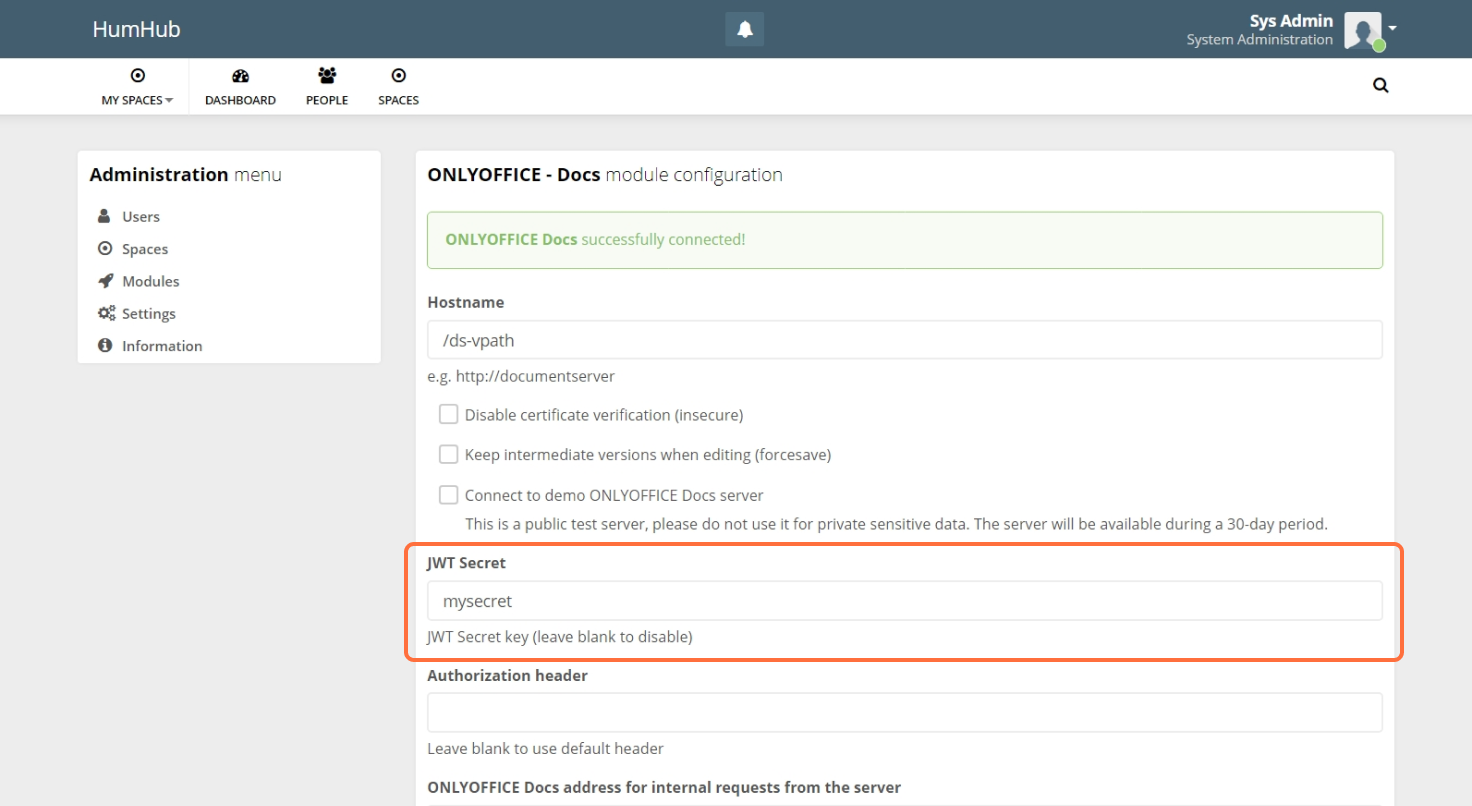 HumHub
Sys Admin
System Administration
MY SPACES
DASHBOARD
PEOPLE
SPACES
Administration menu
Users
Spaces
Modules
Settings
Information
ONLYOFFICE - Docs module configuration
ONLYOFFICE Docs successfully connected!
Hostname
/ds-vpath
e.g. http://documentserver
Disable certificate verification (insecure)
Keep intermediate versions when editing (forcesave)
Connect to demo ONLYOFFICE Docs server
This is a public test server, please do not use it for private sensitive data. The server will be available during a 30-day period.
JWT Secret
mysecret
JWT Secret key (leave blank to disable)
Authorization header
Leave blank to use default header
ONLYOFFICE Docs address for internal requests from the server